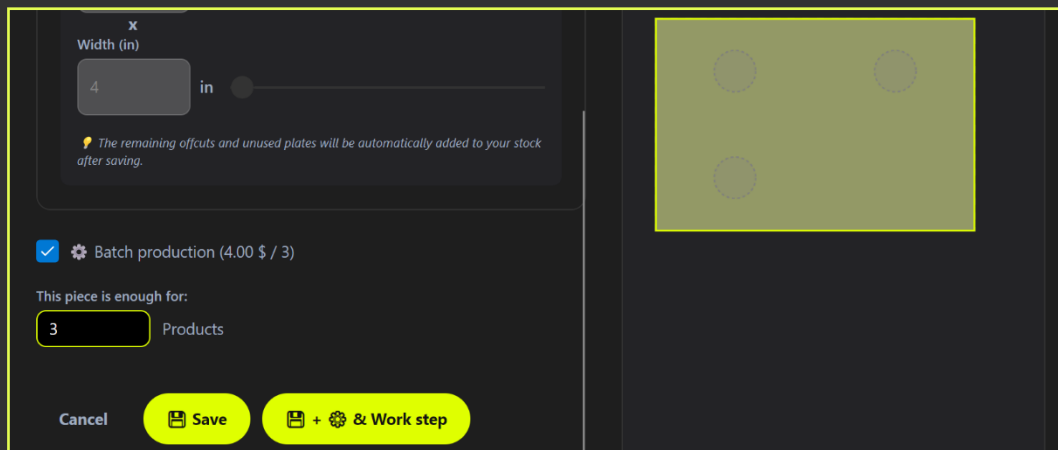 x
Width (in)
4 in
💡 The remaining offcuts and unused plates will be automatically added to your stock
after saving.
Batch production (4.00 $ / 3)
This piece is enough for:
3 Products
Cancel Save + & Work step